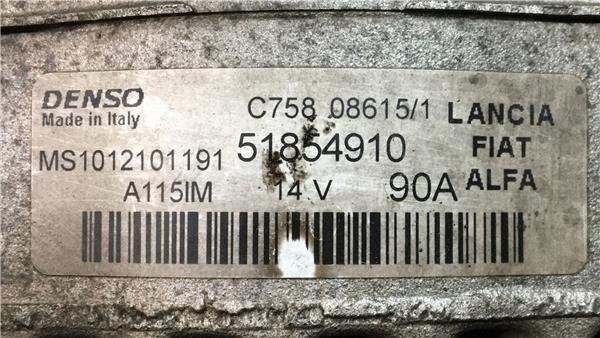 DENSO
Made in Italy
C758 08615/1
LANCIA
FIAT
ALFA
MS1012101191
51854910
A115IM
14 V
90A